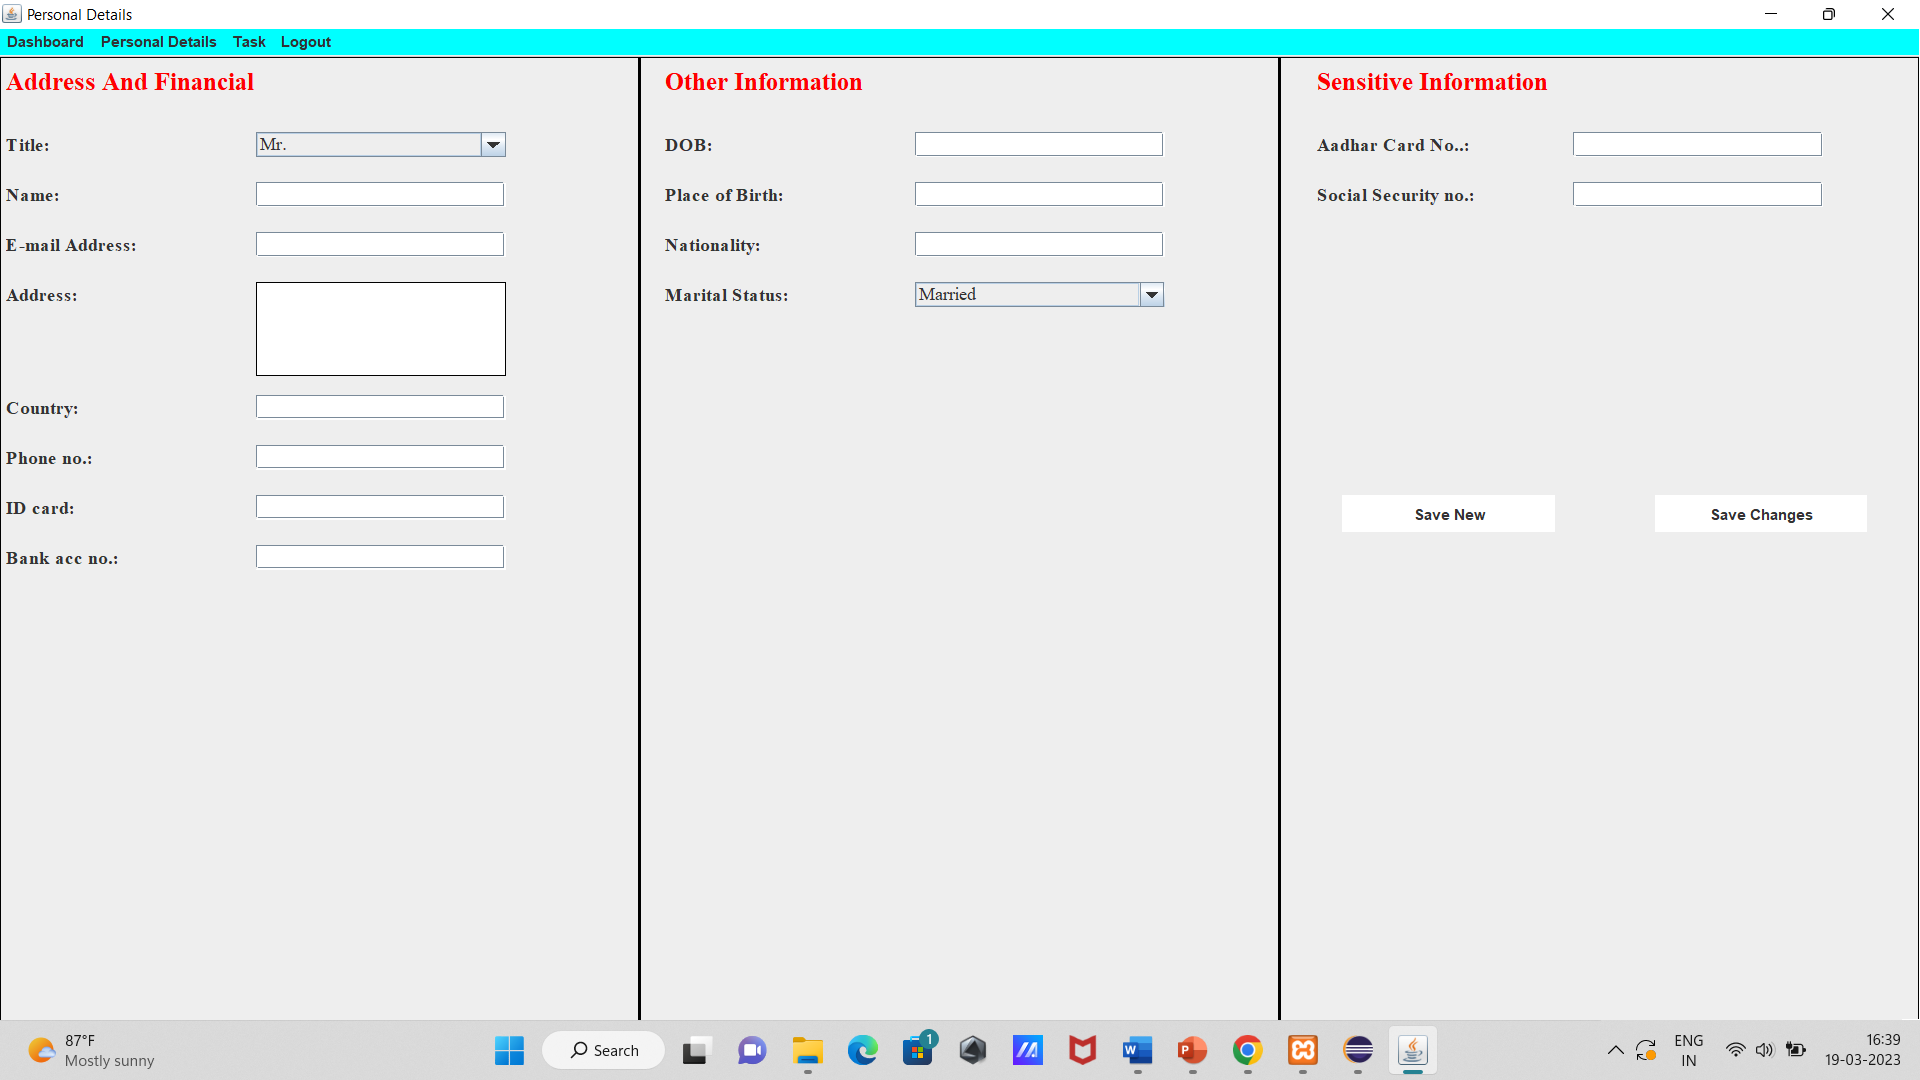 Personal Details
Dashboard Personal Details Task Logout
Address And Financial
Title: Mr.
Name:
E-mail Address:
Address:
Country:
Phone no.:
ID card:
Bank acc no.:
Other Information
DOB:
Place of Birth:
Nationality:
Marital Status: Married
Sensitive Information
Aadhar Card No..:
Social Security no.:
Save New Save Changes
87°F
Mostly sunny
Search
1
W
P
ENG
IN
16:39
19-03-2023